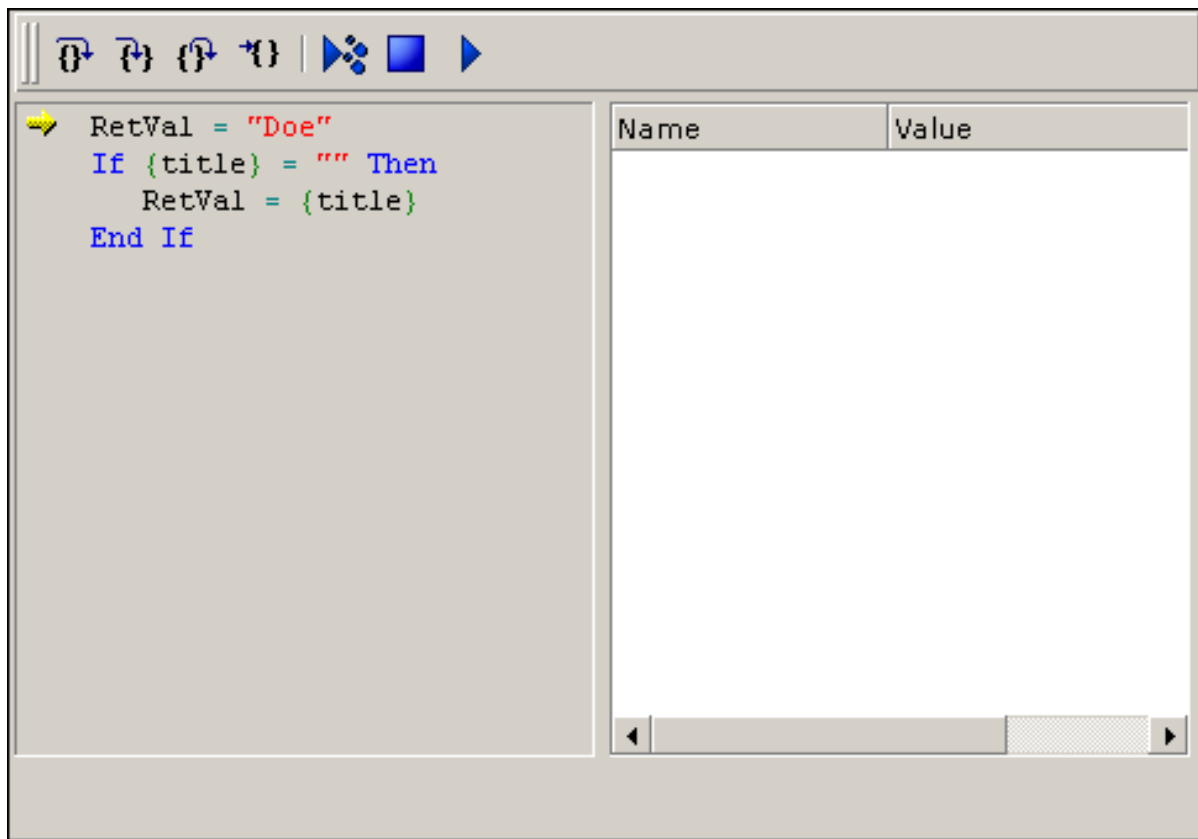 RetVal = "Doe"
If {title} = "" Then
RetVal = {title}
End If
Name Value